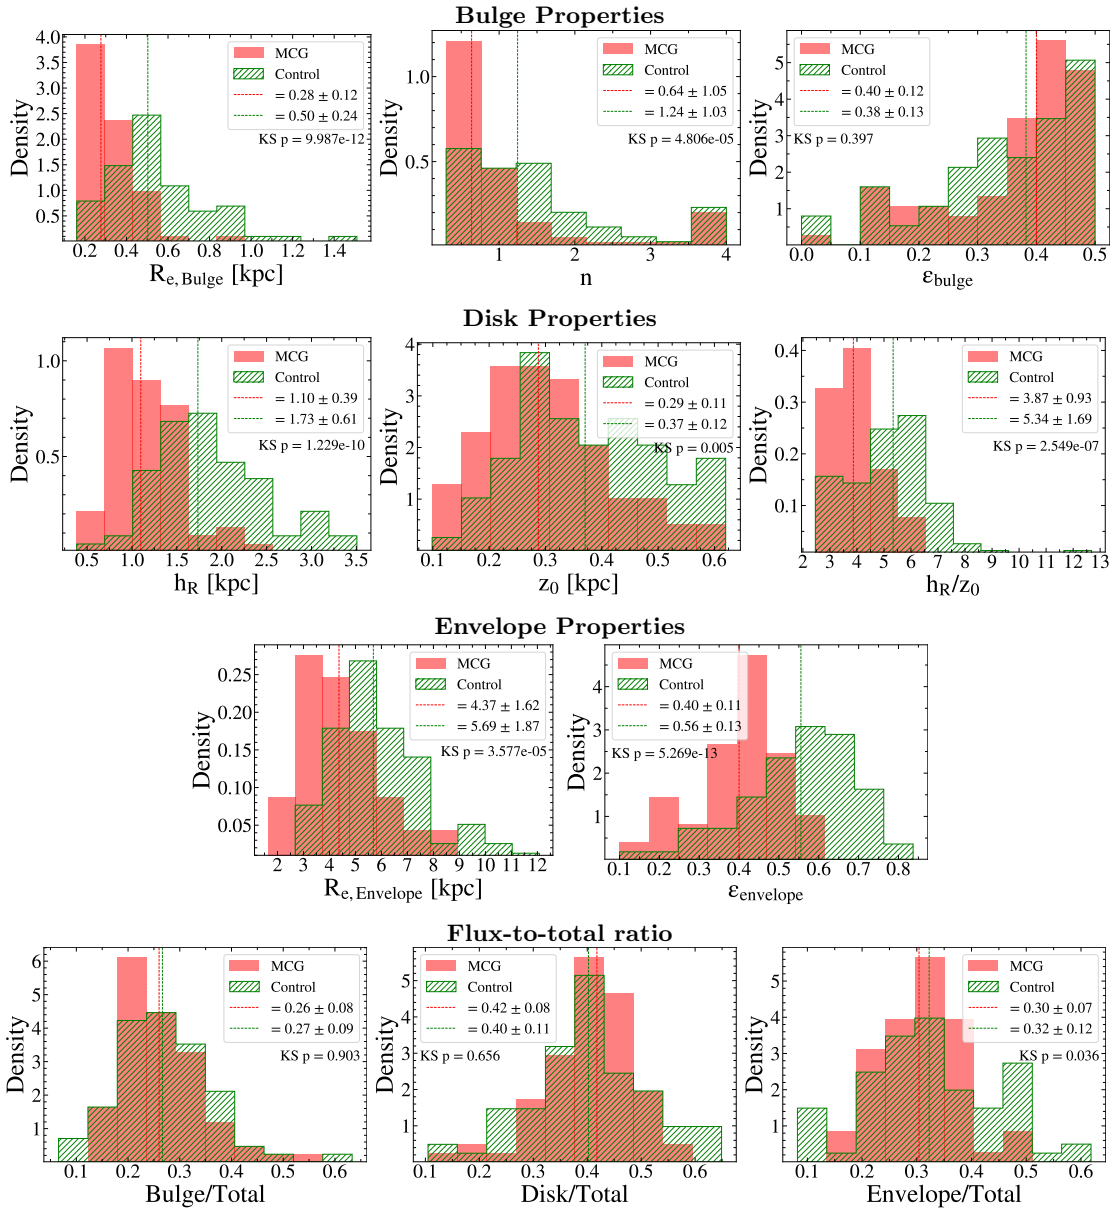 Bulge Properties
Density
4.0
3.5
3.0
2.5
2.0
1.5
1.0
0.5
MCG
Control
= 0.28 ± 0.12
= 0.50 ± 0.24
KS p = 9.987e-12
0.2 0.4 0.6 0.8 1.0 1.2 1.4
R_e, Bulge [kpc]
Density
1.0
0.5
MCG
Control
= 0.64 ± 1.05
= 1.24 ± 1.03
KS p = 4.806e-05
1 2 3 4
n
Density
5
4
3
2
1
MCG
Control
= 0.40 ± 0.12
= 0.38 ± 0.13
KS p = 0.397
0.0 0.1 0.2 0.3 0.4 0.5
ε_bulge
Disk Properties
Density
1.0
0.5
MCG
Control
= 1.10 ± 0.39
= 1.73 ± 0.61
KS p = 1.229e-10
0.5 1.0 1.5 2.0 2.5 3.0 3.5
h_R [kpc]
Density
4
3
2
1
MCG
Control
= 0.29 ± 0.11
= 0.37 ± 0.12
KS p = 0.005
0.1 0.2 0.3 0.4 0.5 0.6
z_0 [kpc]
Density
0.4
0.3
0.2
0.1
MCG
Control
= 3.87 ± 0.93
= 5.34 ± 1.69
KS p = 2.549e-07
2 3 4 5 6 7 8 9 10 11 12 13
h_R/z_0
Envelope Properties
Density
0.25
0.20
0.15
0.10
0.05
MCG
Control
= 4.37 ± 1.62
= 5.69 ± 1.87
KS p = 3.577e-05
2 3 4 5 6 7 8 9 10 11 12
R_e, Envelope [kpc]
Density
4
3
2
1
MCG
Control
= 0.40 ± 0.11
= 0.56 ± 0.13
KS p = 5.269e-13
0.1 0.2 0.3 0.4 0.5 0.6 0.7 0.8
ε_envelope
Flux-to-total ratio
Density
6
5
4
3
2
1
MCG
Control
= 0.26 ± 0.08
= 0.27 ± 0.09
KS p = 0.903
0.2 0.3 0.4 0.5 0.6
Bulge/Total
Density
5
4
3
2
1
MCG
Control
= 0.42 ± 0.08
= 0.40 ± 0.11
KS p = 0.656
0.1 0.2 0.3 0.4 0.5 0.6
Disk/Total
Density
5
4
3
2
1
MCG
Control
= 0.30 ± 0.07
= 0.32 ± 0.12
KS p = 0.036
0.1 0.2 0.3 0.4 0.5 0.6
Envelope/Total